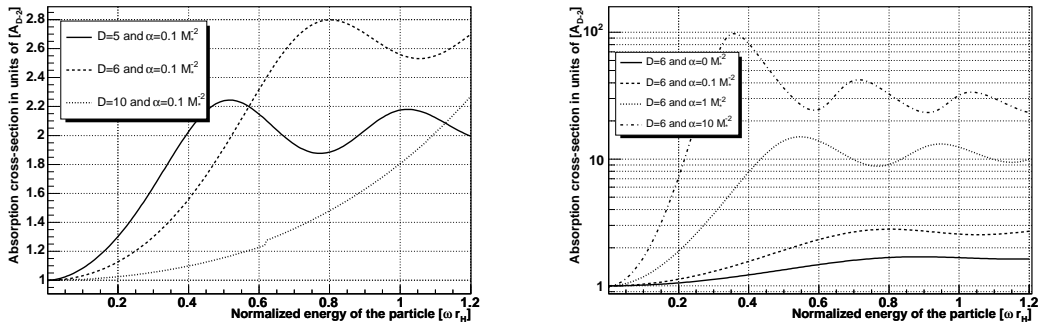 Absorption cross-section in units of [A_{D-2}]
2.8
2.6
2.4
2.2
2
1.8
1.6
1.4
1.2
1
D=5 and α=0.1 M_*^{-2}
D=6 and α=0.1 M_*^{-2}
D=10 and α=0.1 M_*^{-2}
0.2 0.4 0.6 0.8 1 1.2
Normalized energy of the particle [ω r_H]
Absorption cross-section in units of [A_{D-2}]
10^2
10
1
D=6 and α=0 M_*^{-2}
D=6 and α=0.1 M_*^{-2}
D=6 and α=1 M_*^{-2}
D=6 and α=10 M_*^{-2}
0.2 0.4 0.6 0.8 1 1.2
Normalized energy of the particle [ω r_H]